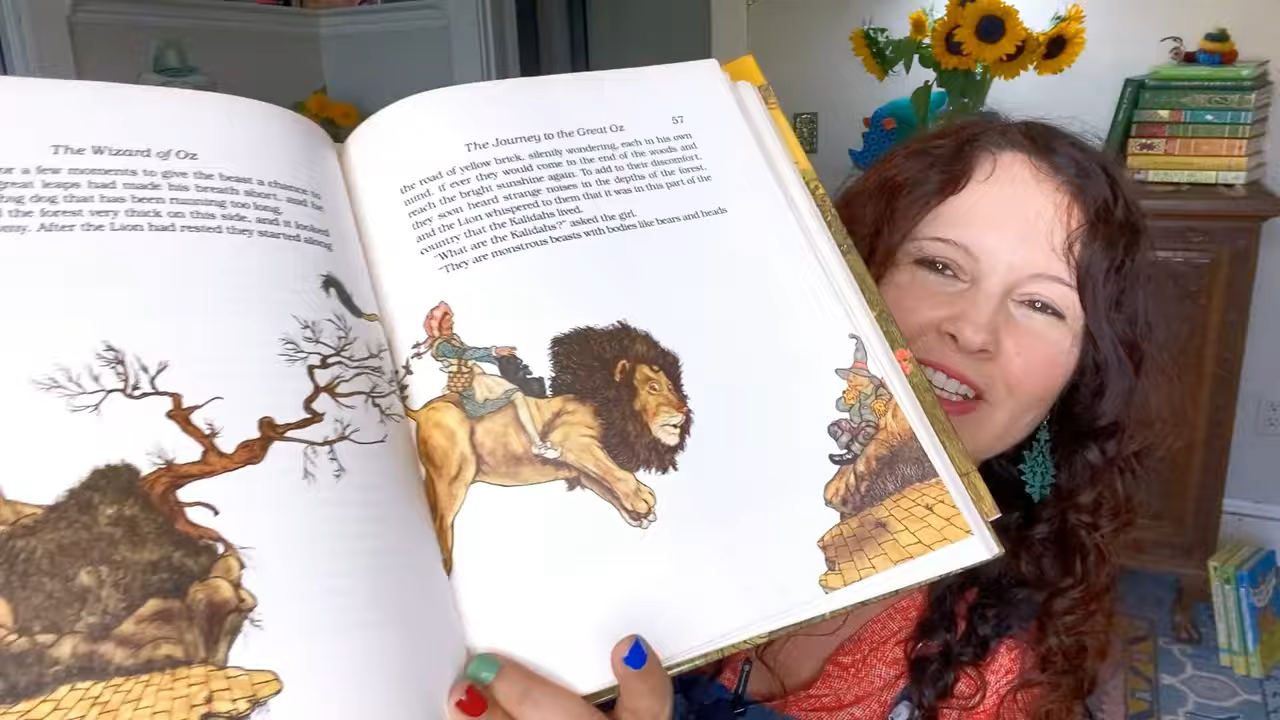 The Wizard of Oz
or a few moments to give the beast a chance to
great leaps had made his breath short, and he
big dog that has been running too long.
the forest very thick on this side, and it looked
After the Lion had rested they started along
The Journey to the Great Oz
57
the road of yellow brick, silently wondering, each in his own
mind, if ever they would come to the end of the woods and
reach the bright sunshine again. To add to their discomfort,
they soon heard strange noises in the depths of the forest,
and the Lion whispered to them that it was in this part of the
country that the Kalidahs lived.
"What are the Kalidahs?" asked the girl.
"They are monstrous beasts with bodies like bears and heads